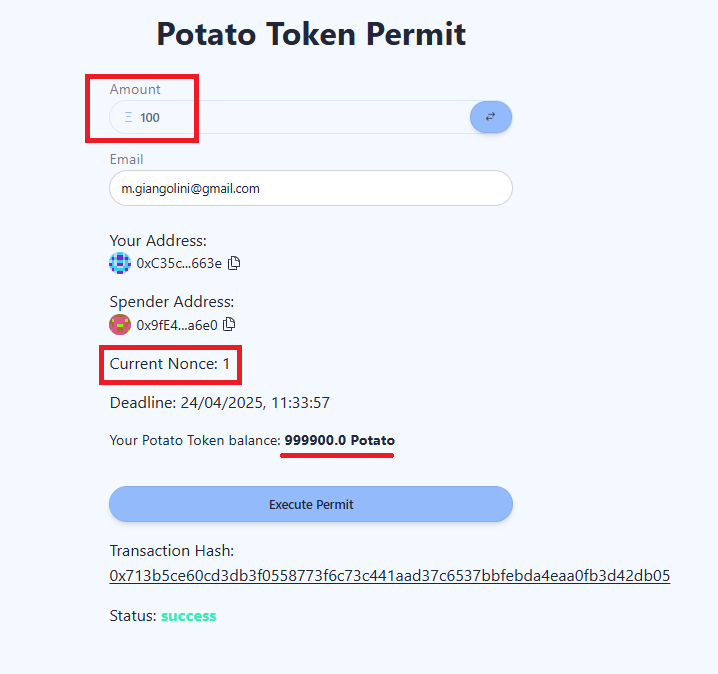 Potato Token Permit
Amount
Ξ 100
Email
m.giangolini@gmail.com
Your Address:
0xC35c...663e
Spender Address:
0x9fE4...a6e0
Current Nonce: 1
Deadline: 24/04/2025, 11:33:57
Your Potato Token balance: 999900.0 Potato
Execute Permit
Transaction Hash:
0x713b5ce60cd3db3f0558773f6c73c441aad37c6537bbfebda4eaa0fb3d42db05
Status: success